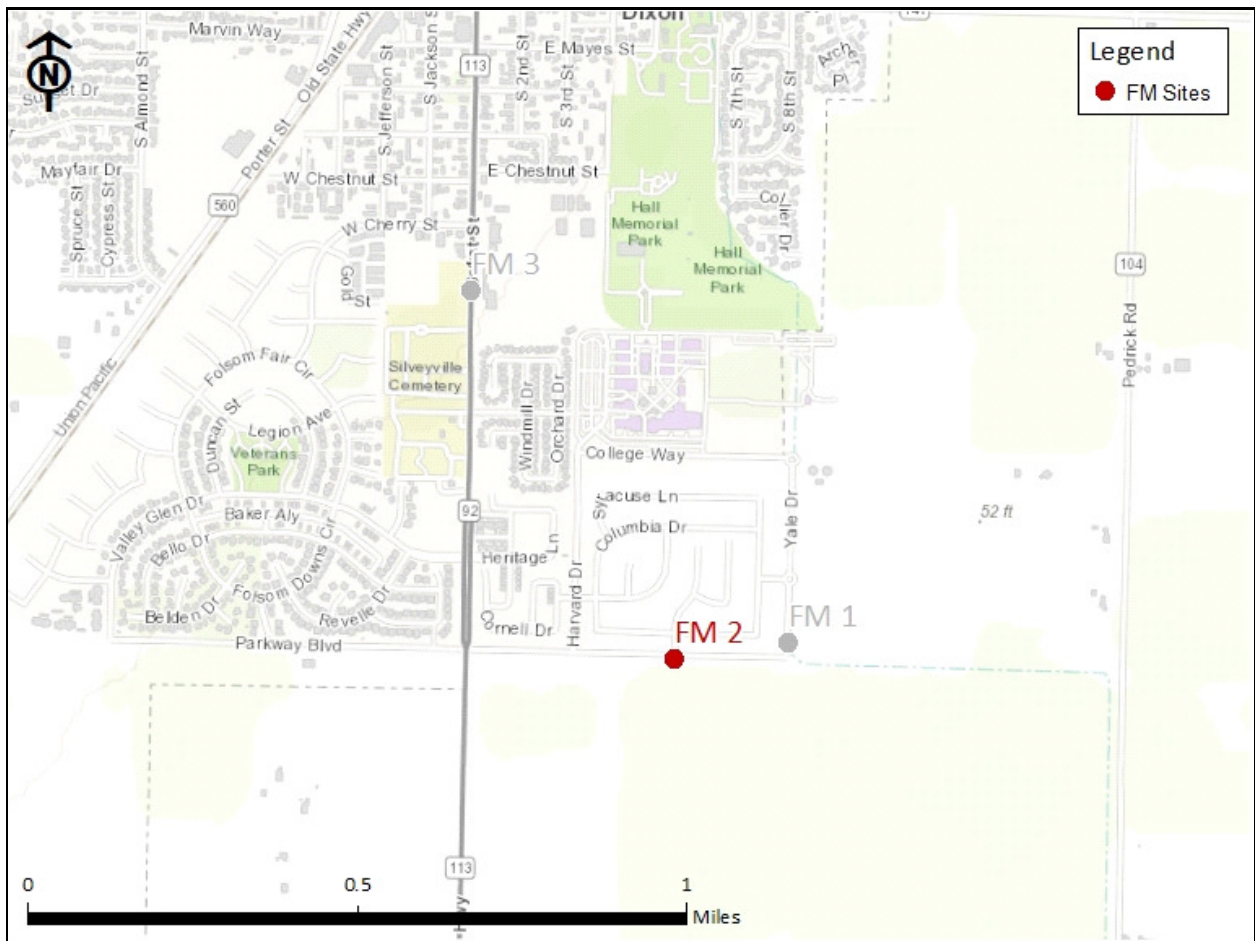 Dixon
Marvin Way
Old State Hwy
S Jackson S
113
S 2nd St
E Mayes St
Legend
FM Sites
N
Sunset Dr
S Almond St
S Jefferson St
S 3rd St
S 7th St
S 8th St
Archer
Pl
Porter St
Mayfair Dr
W Chestnut St
E Chestnut St
Spruce St
Cypress St
560
W Cherry St
Hall
Memorial
Park
Collier Dr
Hall
Memorial
Park
Gold
St
FM 3
104
Pedrick Rd
Union Pacific
Folsom Fair Cir
Silveyville
Cemetery
Windmill Dr
Orchard Dr
Duncan St
Legion Ave
Veterans
Park
College Way
Valley Glen Dr
Baker Aly
92
Syracuse Ln
Columbia Dr
Yale Dr
52 ft
Bello Dr
Heritage
Ln
Folsom Downs Cir
Harvard Dr
Belden Dr
Revelle Dr
Cornell Dr
FM 2
FM 1
Parkway Blvd
113
Hwy
0
0.5
1
Miles